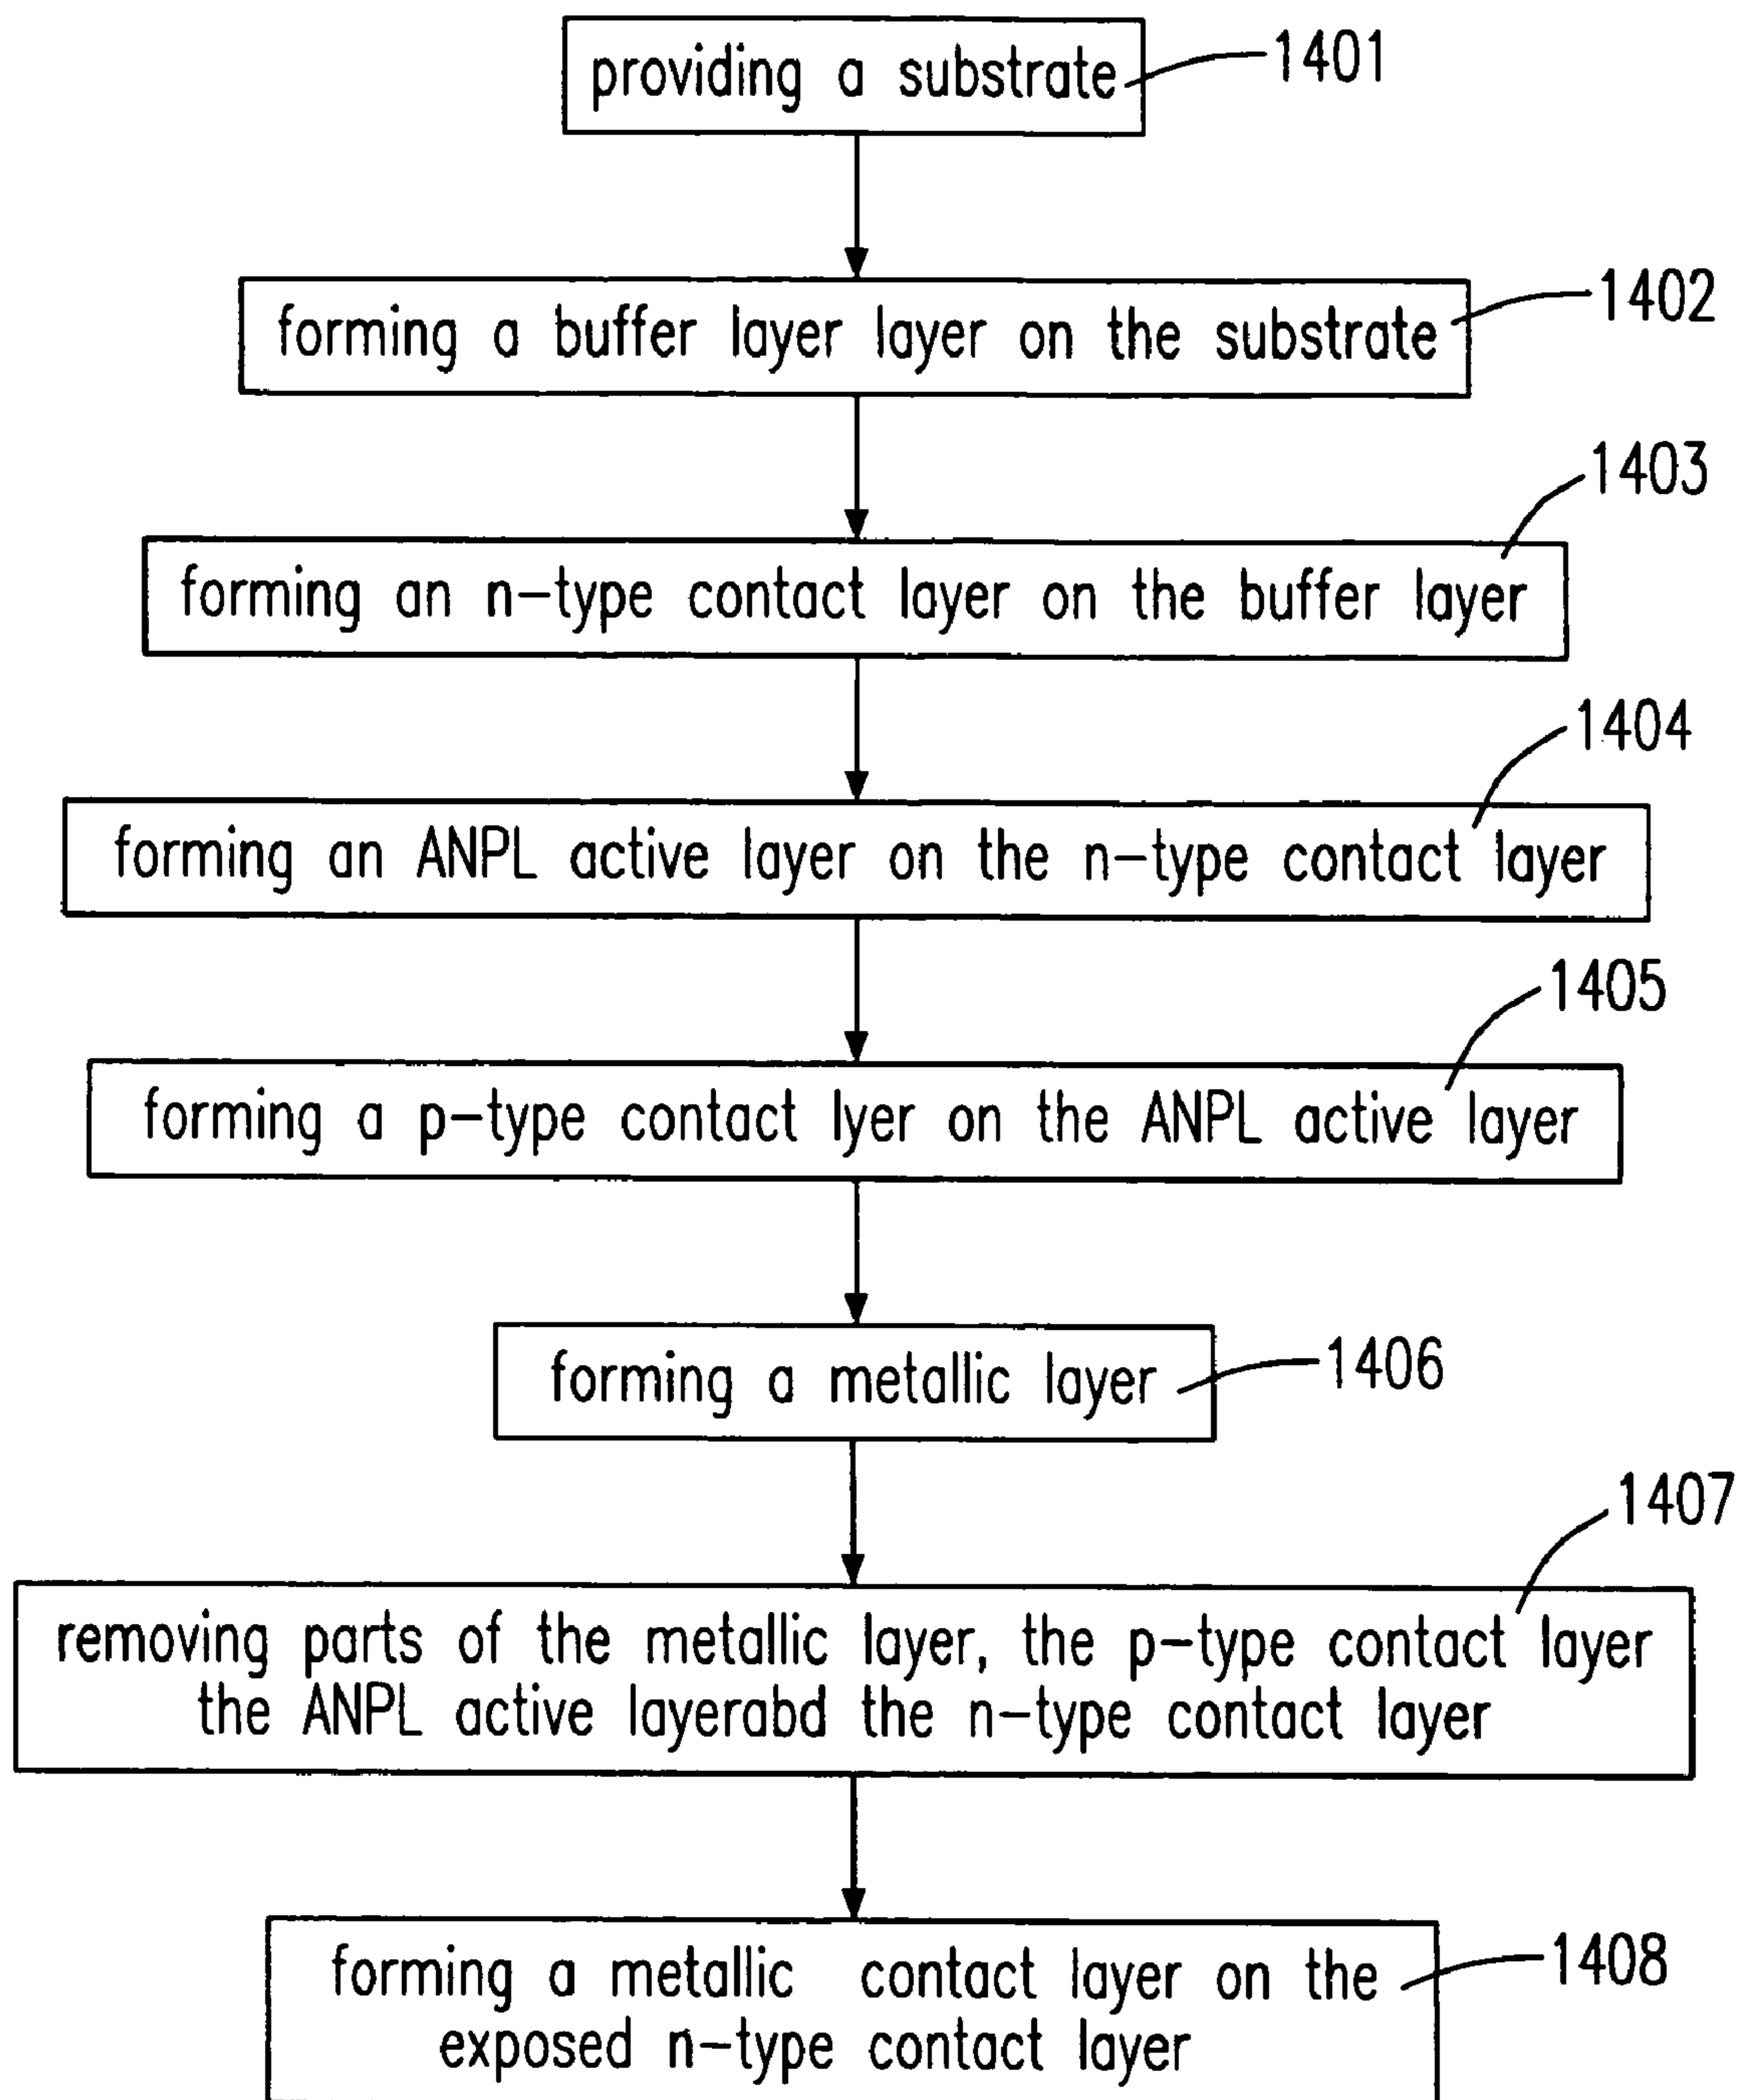 providing a substrate
1401
forming a buffer layer layer on the substrate
1402
1403
forming an n-type contact layer on the buffer layer
1404
forming an ANPL active layer on the n-type contact layer
1405
forming a p-type contact lyer on the ANPL active layer
forming a metallic layer
1406
1407
removing parts of the metallic layer, the p-type contact layer
the ANPL active layerabd the n-type contact layer
forming a metallic contact layer on the
1408
exposed n-type contact layer